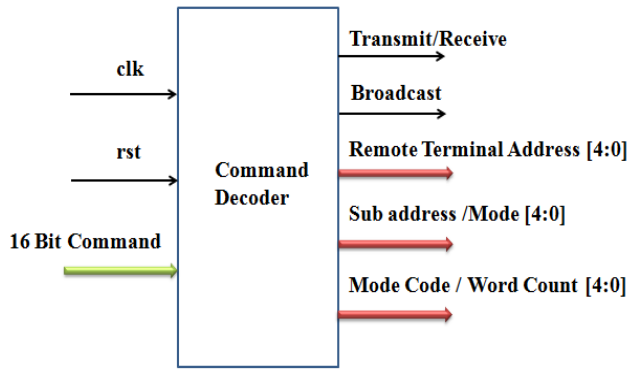 clk
rst
16 Bit Command
Command
Decoder
Transmit/Receive
Broadcast
Remote Terminal Address [4:0]
Sub address /Mode [4:0]
Mode Code / Word Count [4:0]